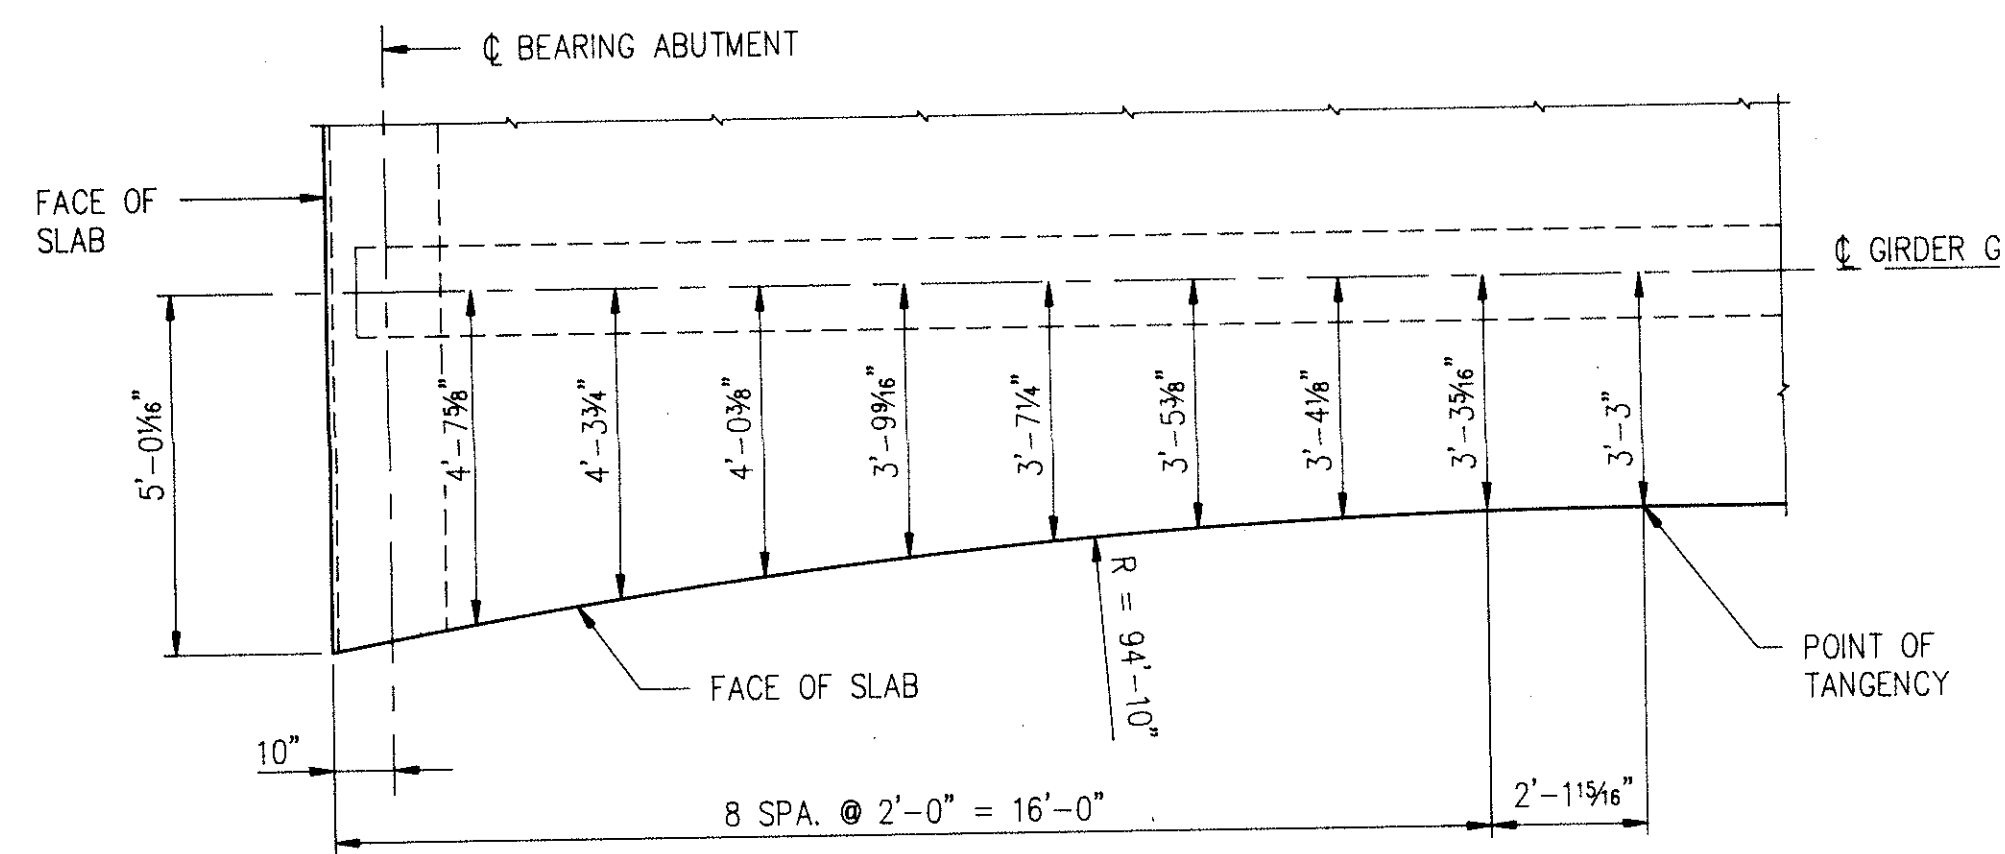 ℄ BEARING ABUTMENT
FACE OF
SLAB
℄ GIRDER G
5'-0 1/16"
4'-7 5/8"
4'-3 3/4"
4'-0 3/8"
3'-9 9/16"
3'-7 1/4"
3'-5 3/8"
3'-4 1/8"
3'-3 5/16"
3'-3"
R = 94'-10"
FACE OF SLAB
POINT OF
TANGENCY
10"
8 SPA. @ 2'-0" = 16'-0"
2'-1 15/16"